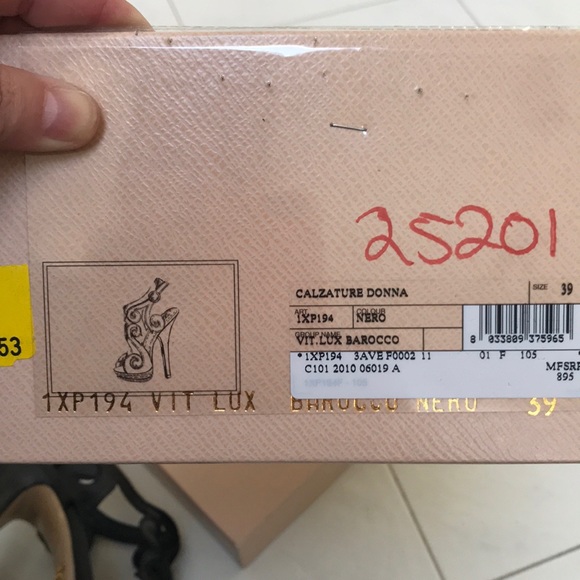 25201
53
CALZATURE DONNA
SIZE 39
ART. COLOUR
1XP194 NERO
GROUP NAME
VIT.LUX BAROCCO
8 033809 375965
*1XP194 3AVE F0002 11 01 F 105
C101 2010 06019 A MFSRP
895
1XP194 VIT LUX BAROCCO NERO 39